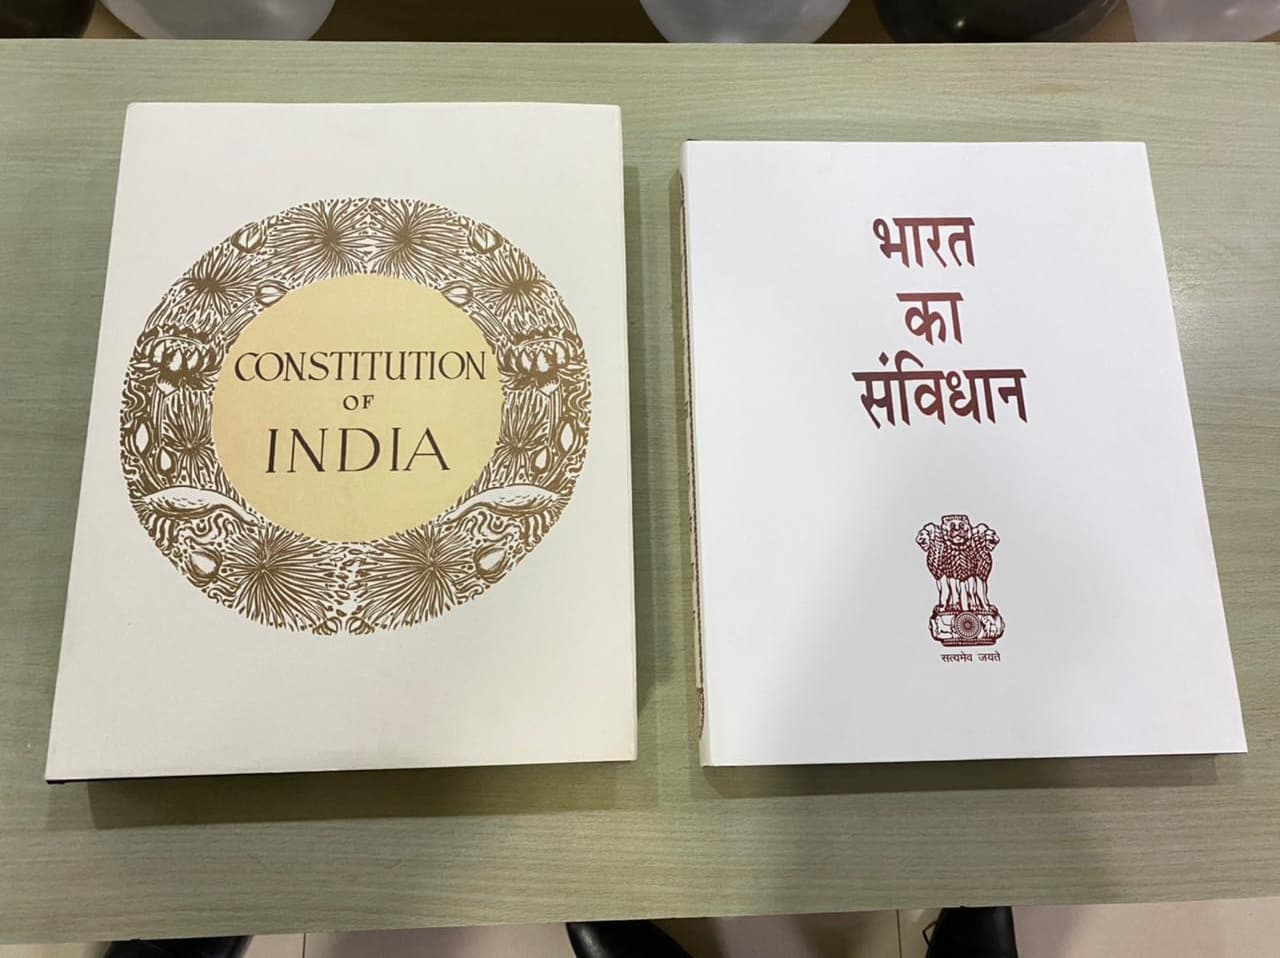 CONSTITUTION
OF
INDIA
भारत
का
संविधान
सत्यमेव जयते